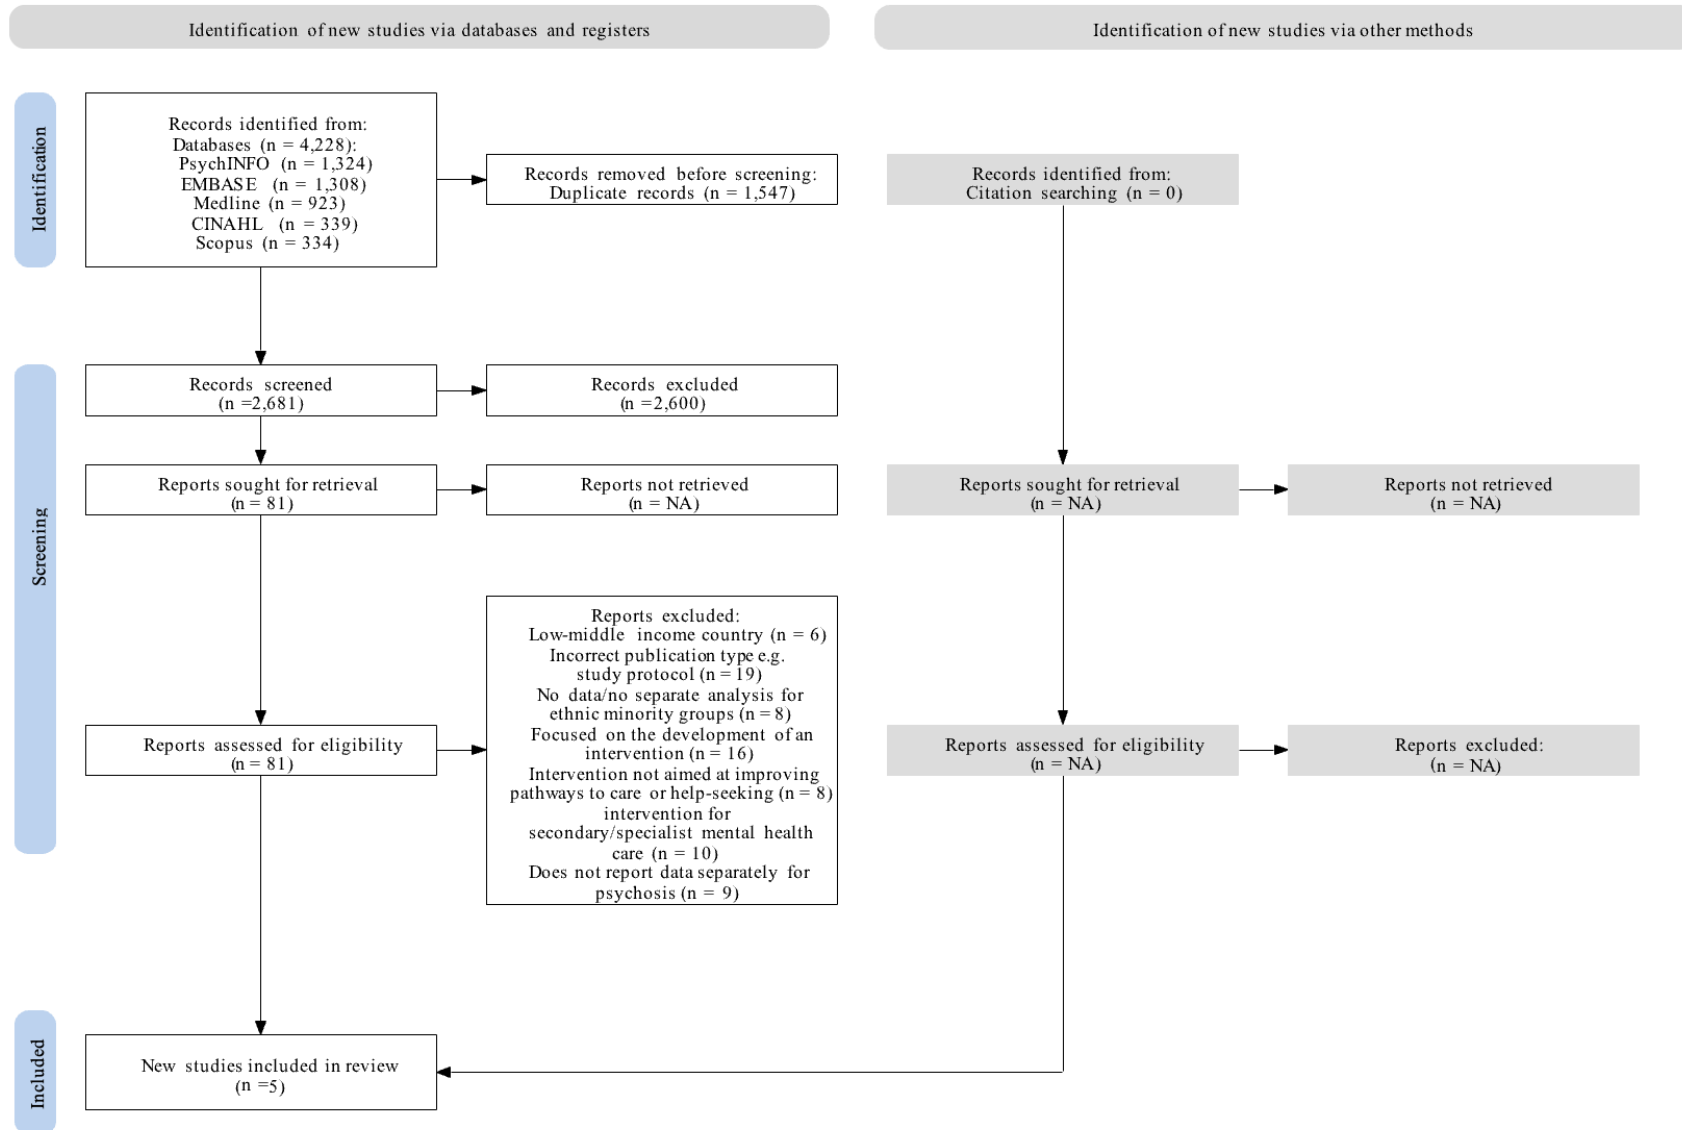 Identification of new studies via databases and registers
Identification of new studies via other methods
Identification
Records identified from:
Databases (n = 4,228):
PsychINFO (n = 1,324)
EMBASE (n = 1,308)
Medline (n = 923)
CINAHL (n = 339)
Scopus (n = 334)
Records removed before screening:
Duplicate records (n = 1,547)
Records identified from:
Citation searching (n = 0)
Screening
Records screened
(n =2,681)
Records excluded
(n =2,600)
Reports sought for retrieval
(n = 81)
Reports not retrieved
(n = NA)
Reports sought for retrieval
(n = NA)
Reports not retrieved
(n = NA)
Reports assessed for eligibility
(n = 81)
Reports excluded:
Low-middle income country (n = 6)
Incorrect publication type e.g.
study protocol (n = 19)
No data/no separate analysis for
ethnic minority groups (n = 8)
Focused on the development of an
intervention (n = 16)
Intervention not aimed at improving
pathways to care or help-seeking (n = 8)
intervention for
secondary/specialist mental health
care (n = 10)
Does not report data separately for
psychosis (n = 9)
Reports assessed for eligibility
(n = NA)
Reports excluded:
(n = NA)
Included
New studies included in review
(n =5)